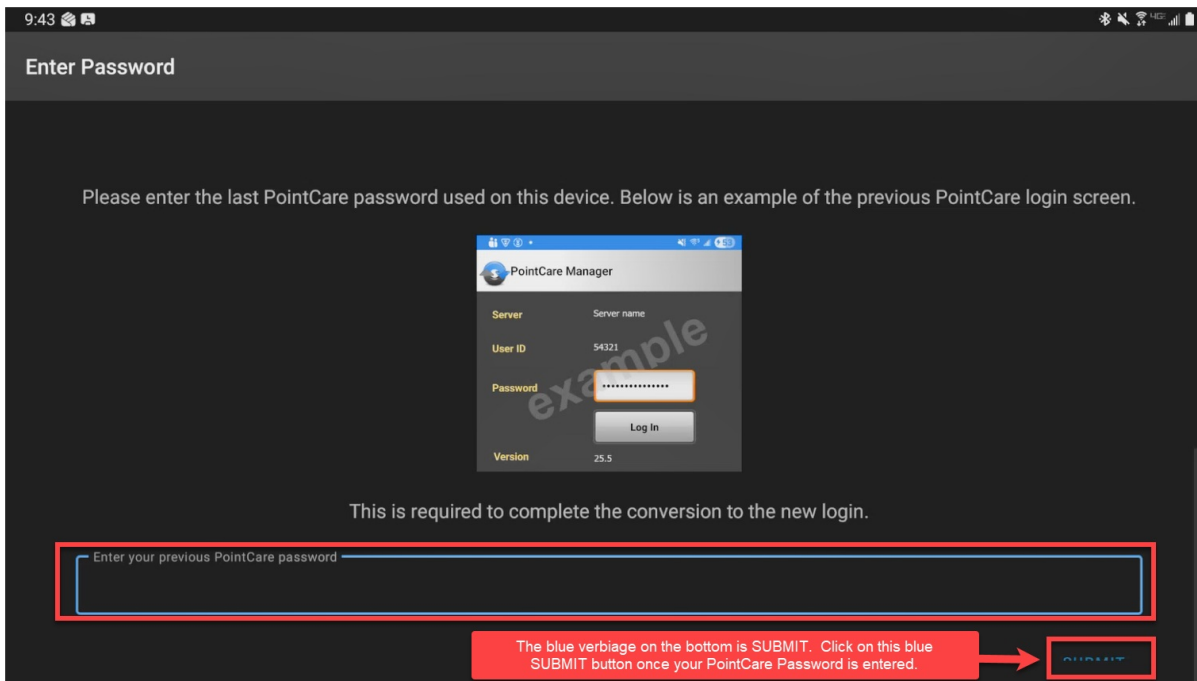 9:43
Enter Password
Please enter the last PointCare password used on this device. Below is an example of the previous PointCare login screen.
PointCare Manager
Server Server name
User ID 54321
Password •••••••••••••••
example
Log In
Version 25.5
This is required to complete the conversion to the new login.
Enter your previous PointCare password
The blue verbiage on the bottom is SUBMIT. Click on this blue
SUBMIT button once your PointCare Password is entered.
SUBMIT